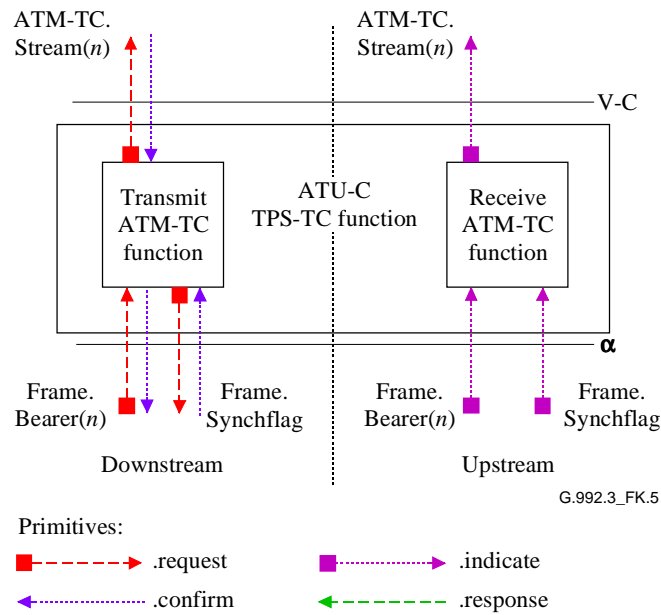 ATM-TC.
Stream(n)
ATM-TC.
Stream(n)
V-C
Transmit
ATM-TC
function
ATU-C
TPS-TC function
Receive
ATM-TC
function
α
Frame.
Bearer(n)
Frame.
Synchflag
Frame.
Bearer(n)
Frame.
Synchflag
Downstream
Upstream
G.992.3_FK.5
Primitives:
.request
.indicate
.confirm
.response